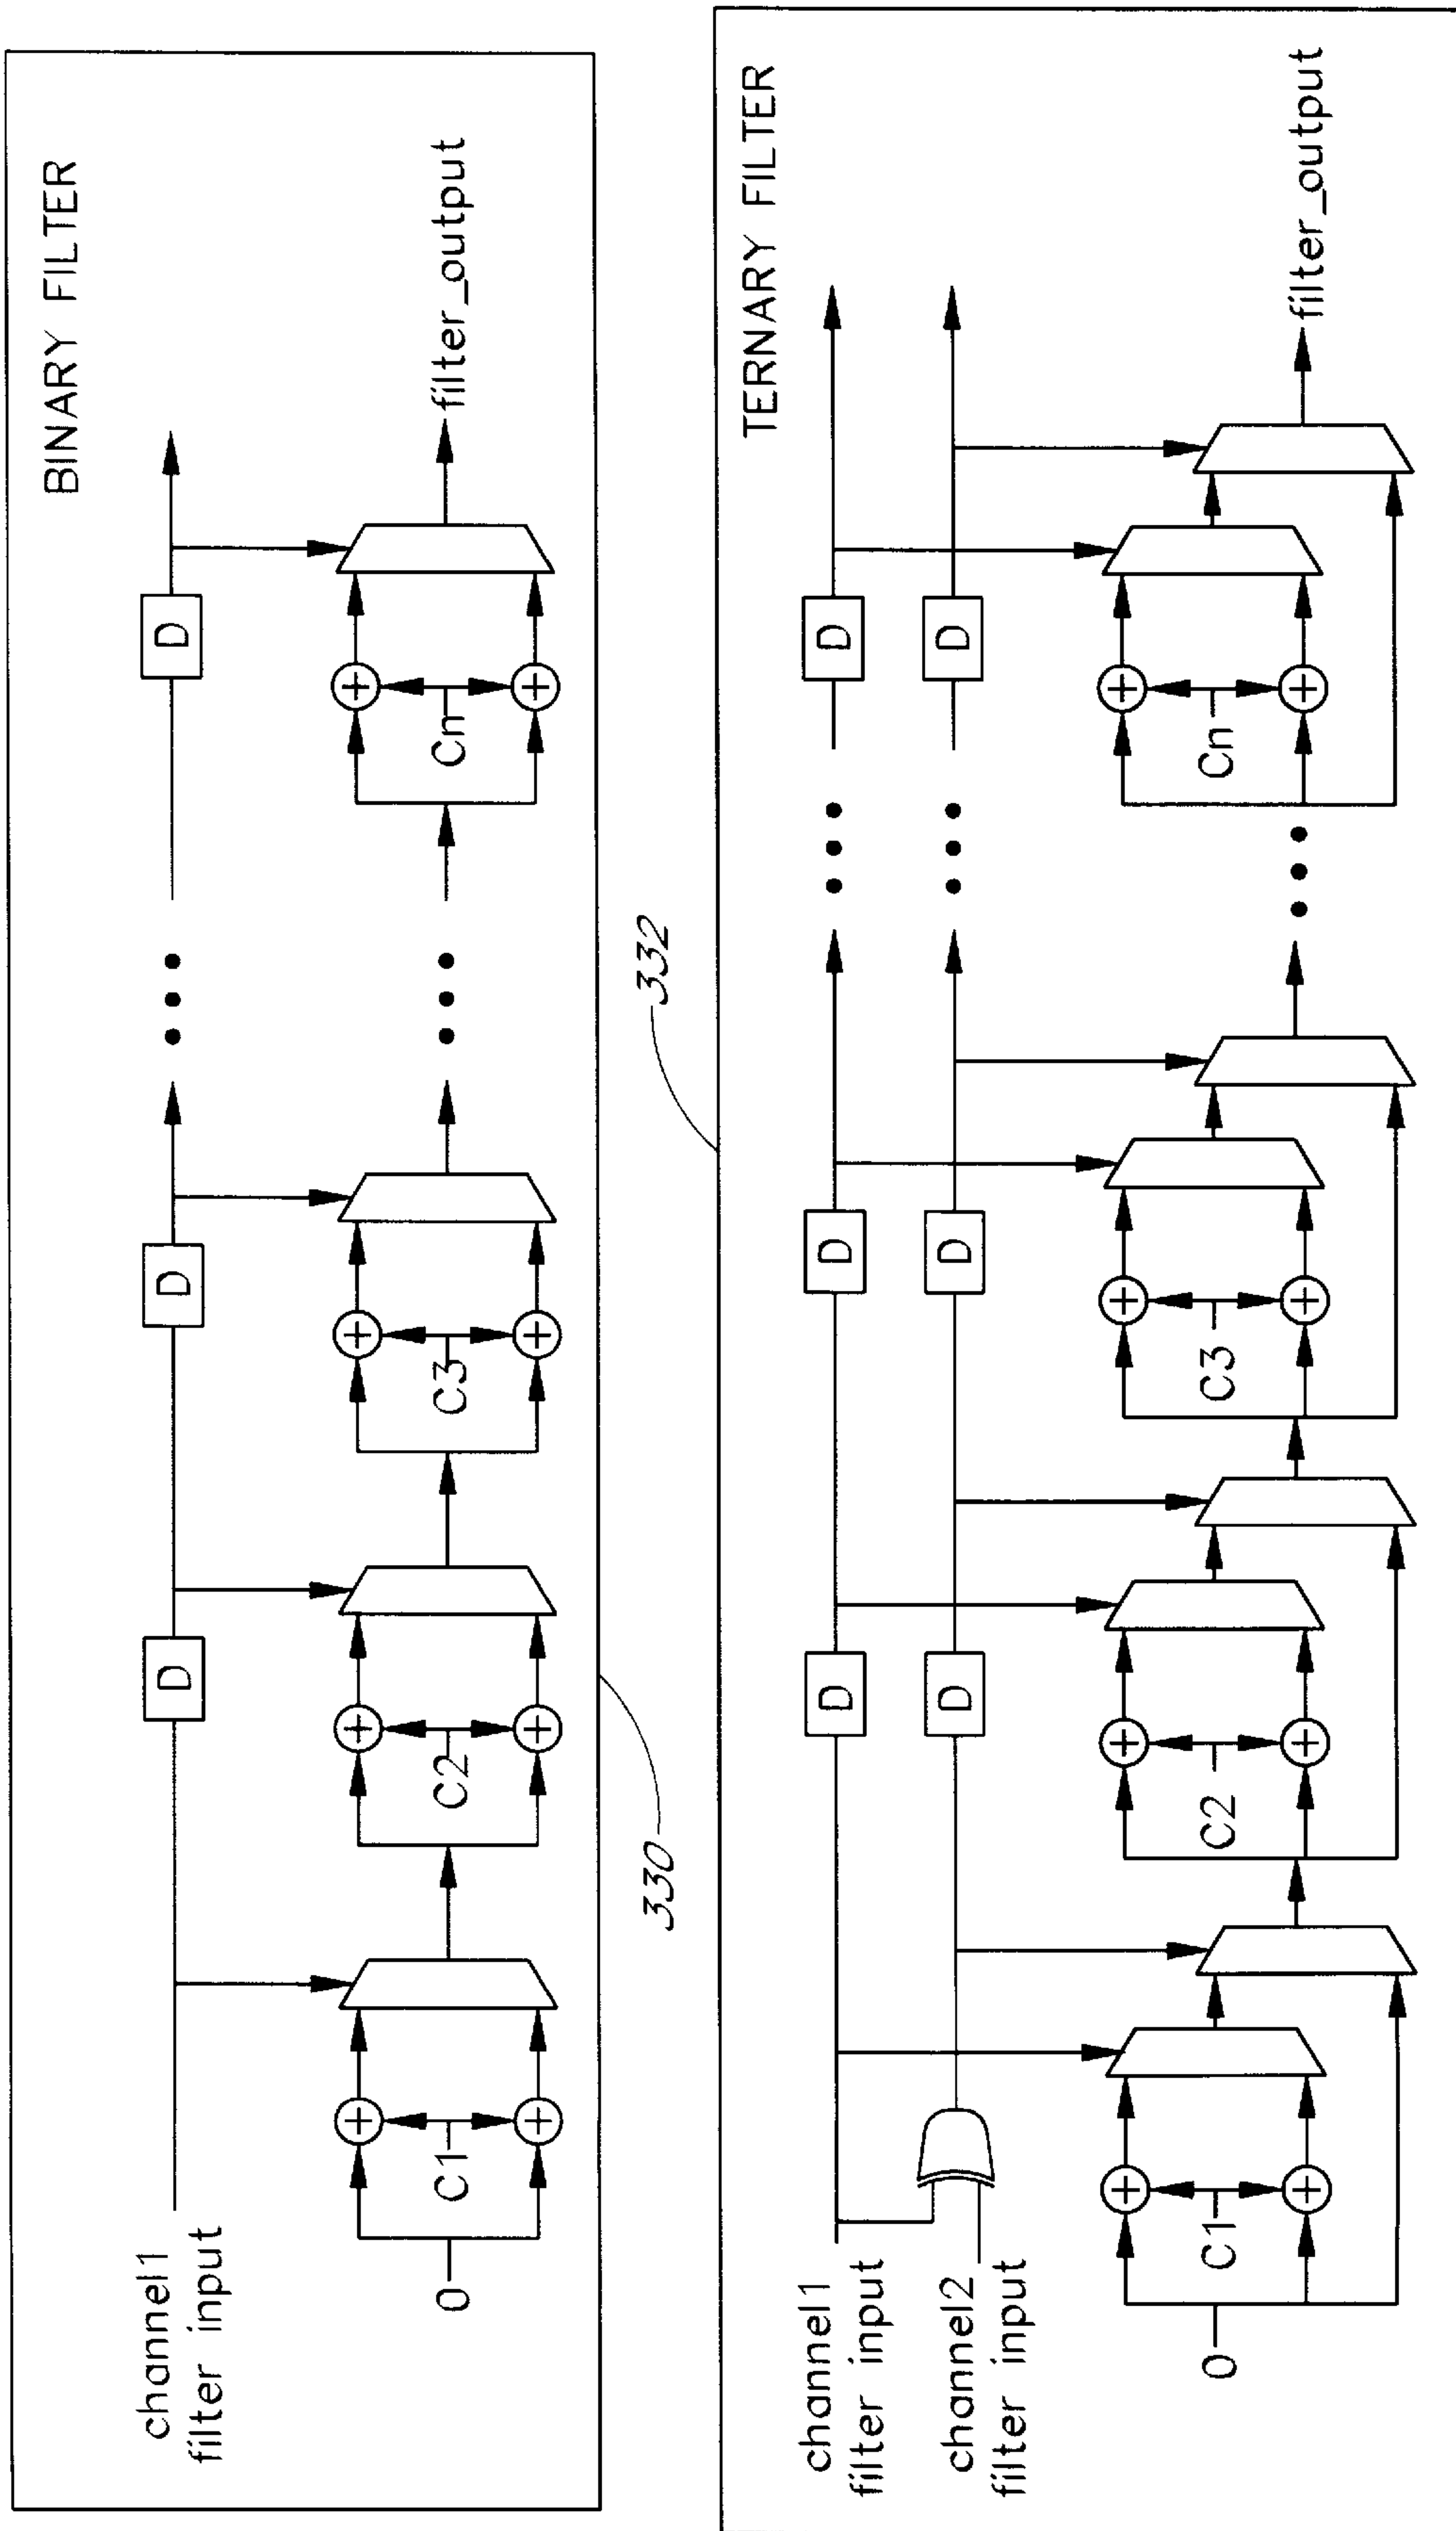 BINARY FILTER
channel1
filter input
D
D
D
0
C1
C2
C3
Cn
filter_output
330
332
TERNARY FILTER
channel1
filter input
channel2
filter input
D
D
D
D
D
D
0
C1
C2
C3
Cn
filter_output